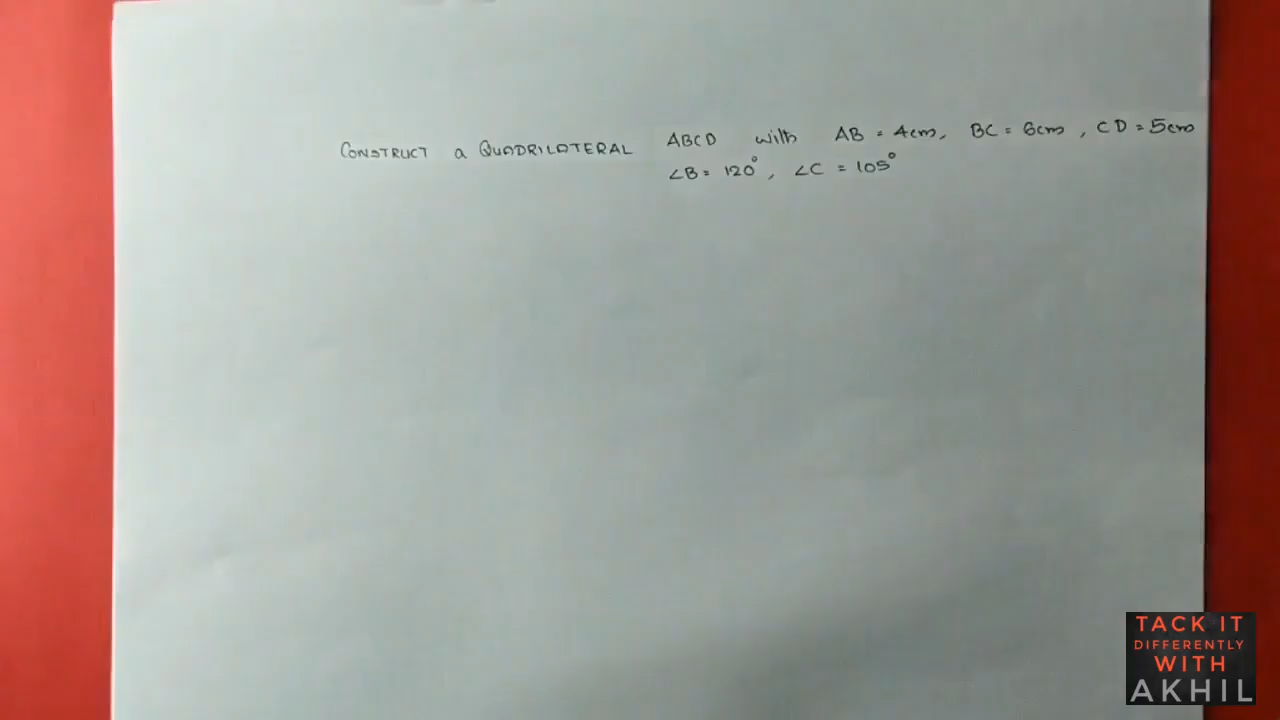 CONSTRUCT a QUADRILATERAL ABCD with AB = 4cm, BC = 6cm, CD = 5cm
∠B = 120°, ∠C = 105°
TACK IT
DIFFERENTLY
WITH
AKHIL